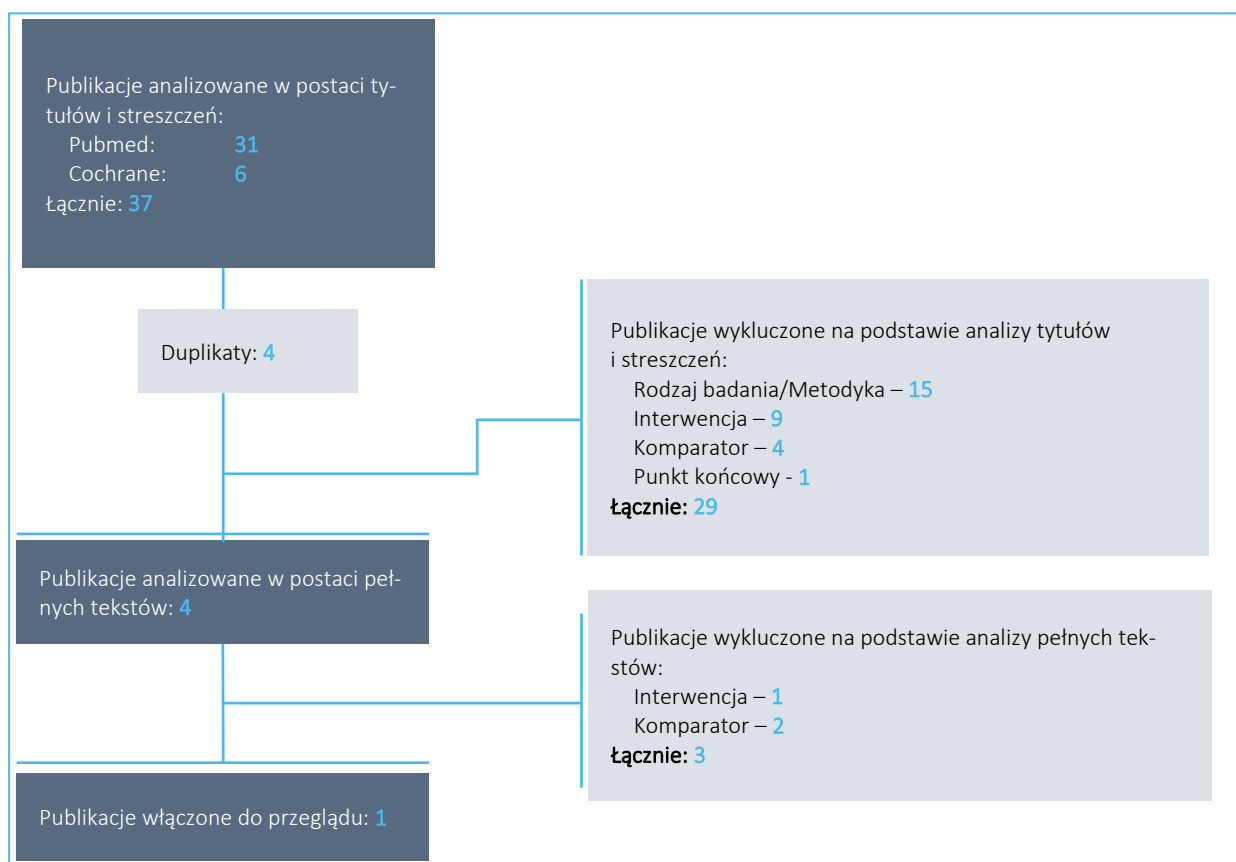 Publikacje analizowane w postaci ty-
tułów i streszczeń:
Pubmed: 31
Cochrane: 6
Łącznie: 37
Duplikaty: 4
Publikacje wykluczone na podstawie analizy tytułów
i streszczeń:
Rodzaj badania/Metodyka – 15
Interwencja – 9
Komparator – 4
Punkt końcowy - 1
Łącznie: 29
Publikacje analizowane w postaci peł-
nych tekstów: 4
Publikacje wykluczone na podstawie analizy pełnych tek-
stów:
Interwencja – 1
Komparator – 2
Łącznie: 3
Publikacje włączone do przeglądu: 1